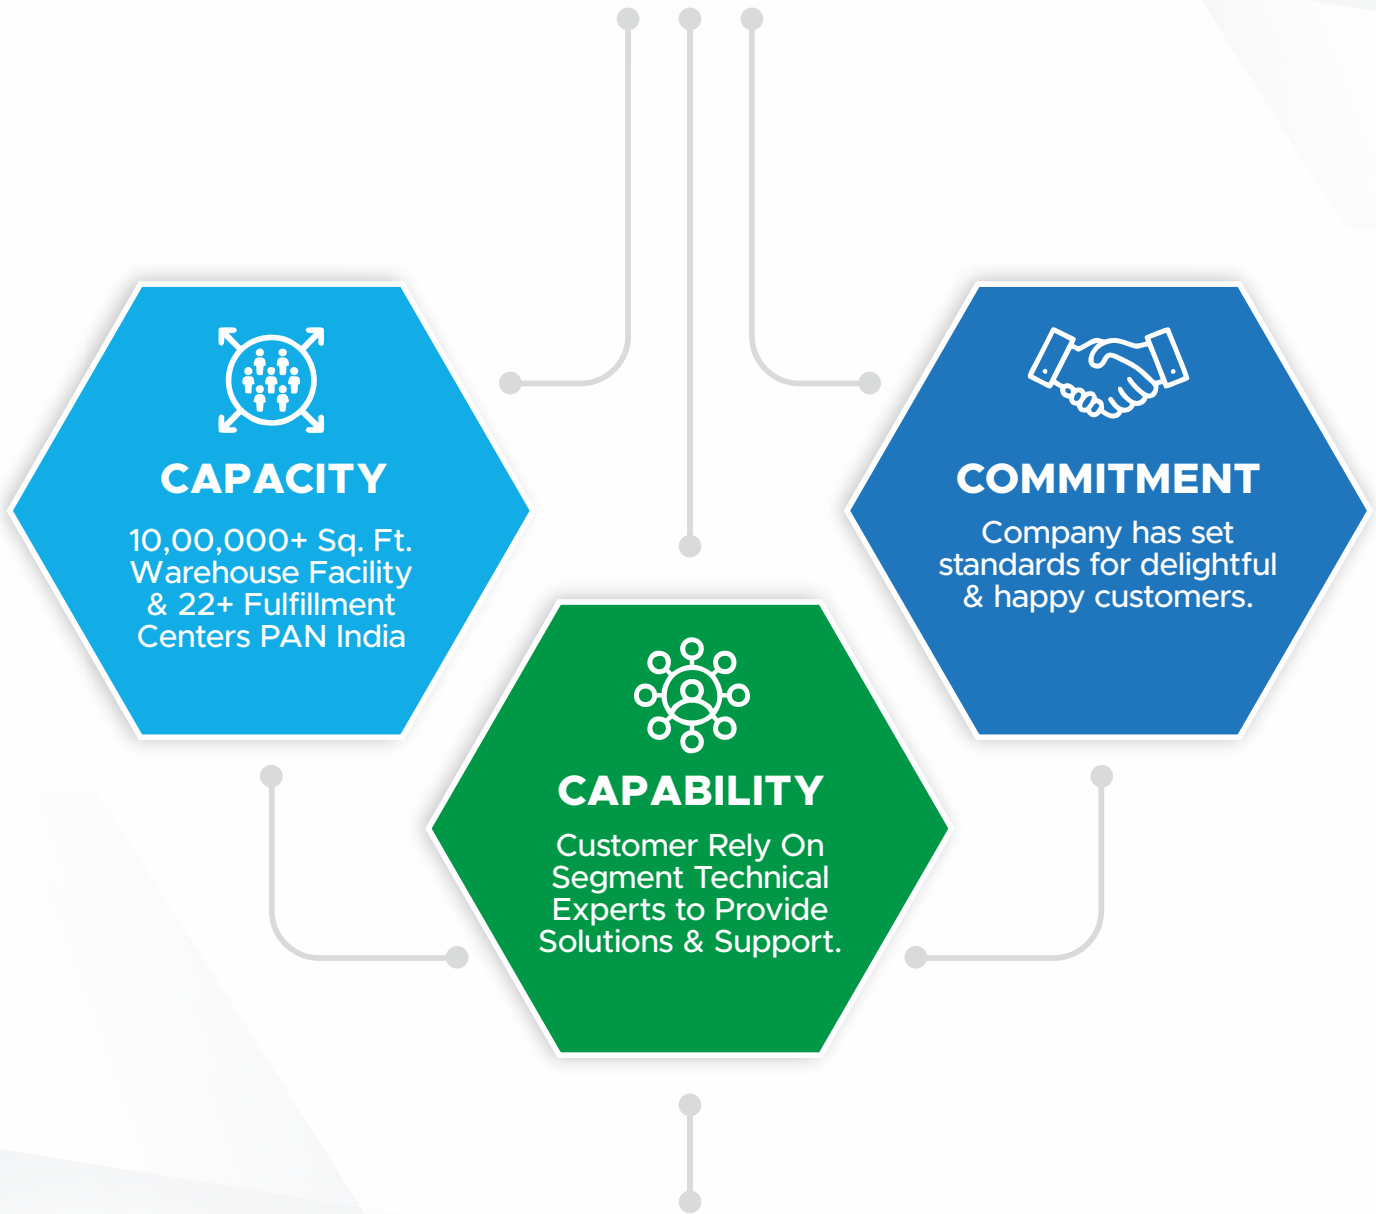 CAPACITY
10,00,000+ Sq. Ft.
Warehouse Facility
& 22+ Fulfillment
Centers PAN India
COMMITMENT
Company has set
standards for delightful
& happy customers.
CAPABILITY
Customer Rely On
Segment Technical
Experts to Provide
Solutions & Support.